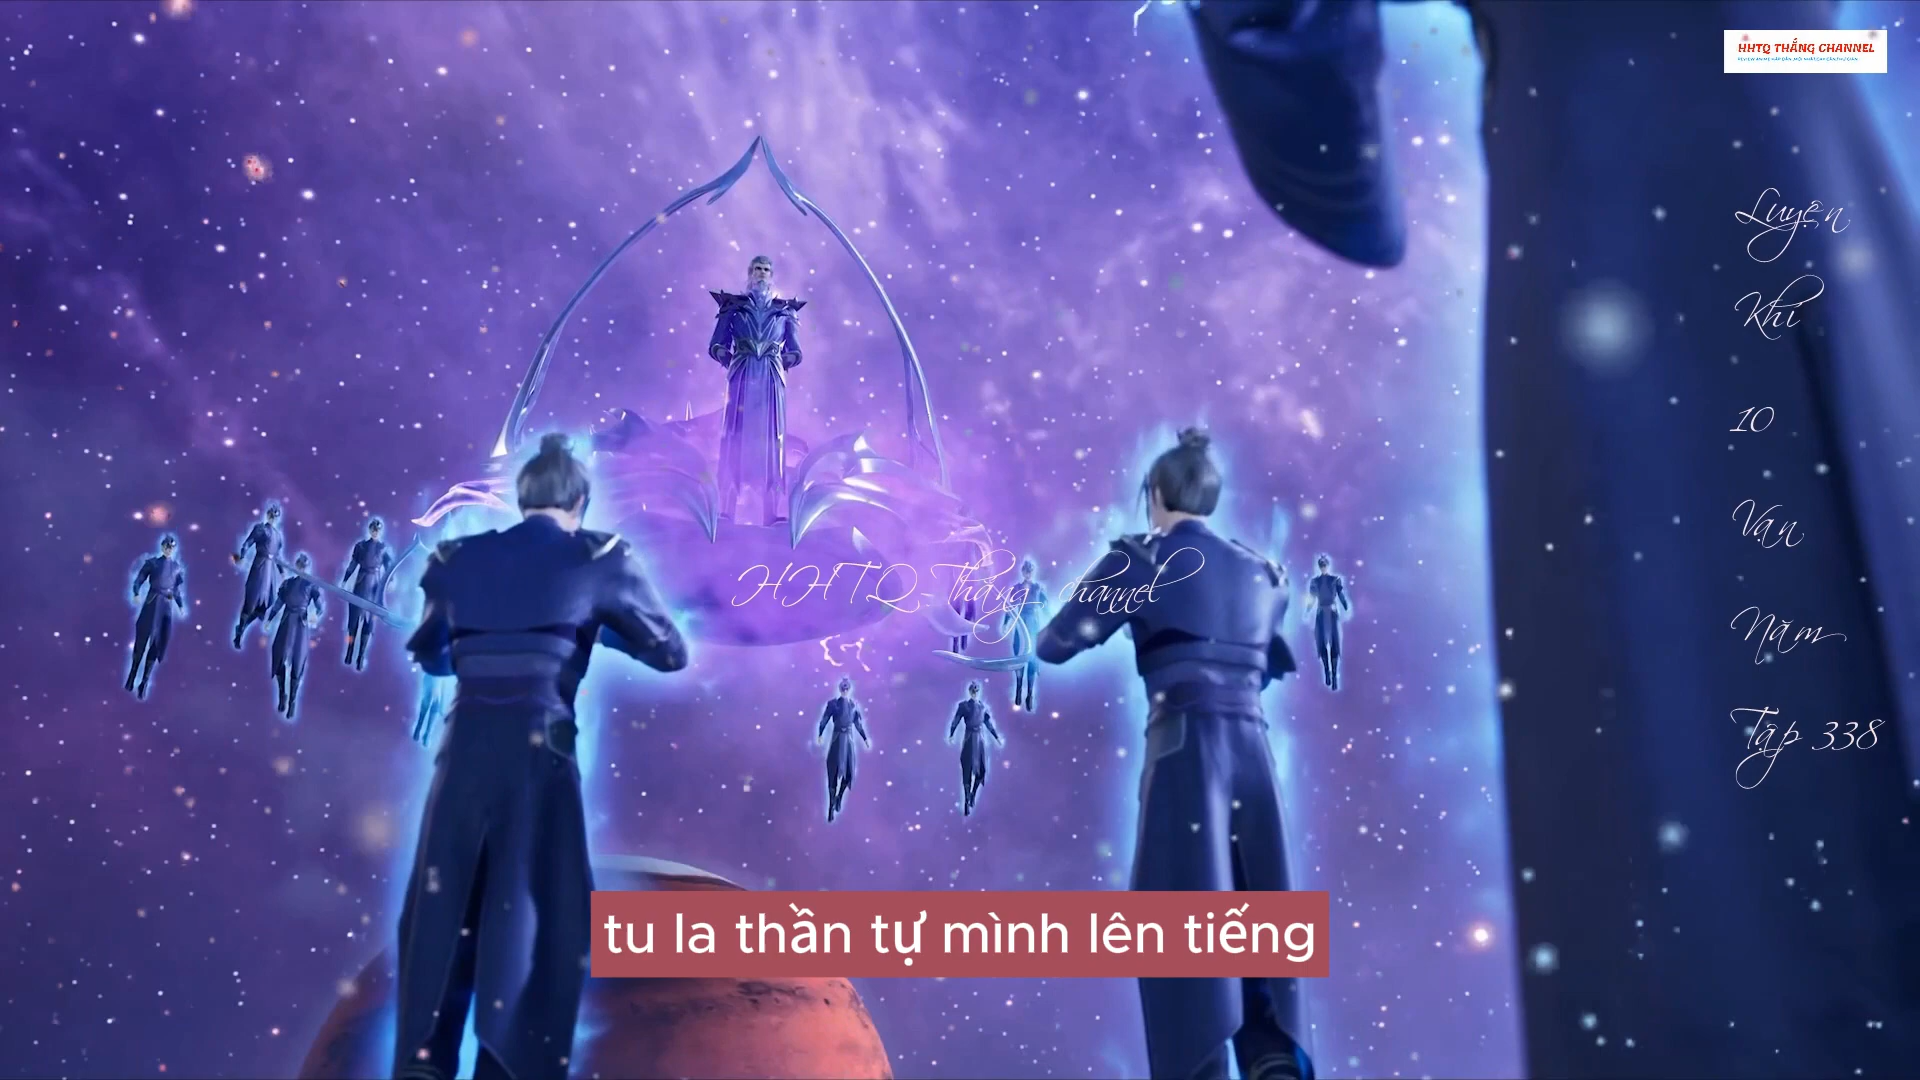 HHTQ THẮNG CHANNEL
Luyện
Khí
10
Vạn
Năm
Tập 338
HHTQ-Thắng channel
tu la thần tự mình lên tiếng